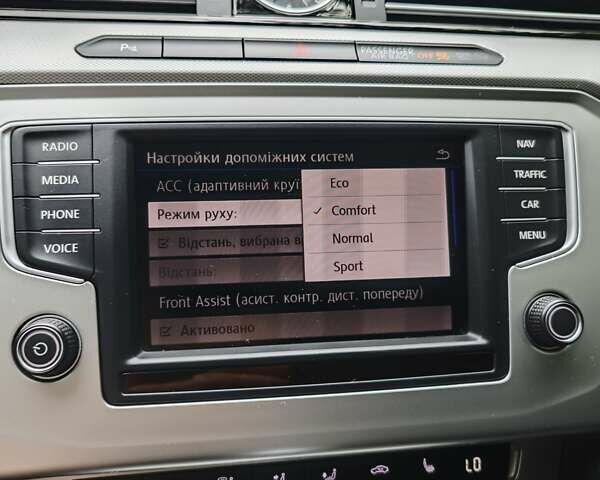 P
PASSENGER
AIR BAG OFF
RADIO
MEDIA
PHONE
VOICE
Настройки допоміжних систем
ACC (адаптивний круї
Режим руху:
Відстань, вибрана в
Відстань:
Eco
Comfort
Normal
Sport
Front Assist (асист. контр. дист. попереду)
Активовано
NAV
TRAFFIC
CAR
MENU
LO